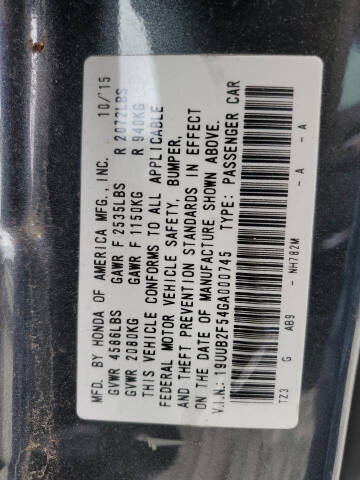 MFD. BY HONDA OF AMERICA MFG., INC. 10/'15
GVWR 4586LBS GAWR F 2535LBS R 2072LBS
GVWR 2080KG GAWR F 1150KG R 940KG
THIS VEHICLE CONFORMS TO ALL APPLICABLE
FEDERAL MOTOR VEHICLE SAFETY, BUMPER,
AND THEFT PREVENTION STANDARDS IN EFFECT
ON THE DATE OF MANUFACTURE SHOWN ABOVE.
V.I.N.: 19UUB2F54GA000745 TYPE: PASSENGER CAR
TZ3 G AB9 - NH782M - A - A